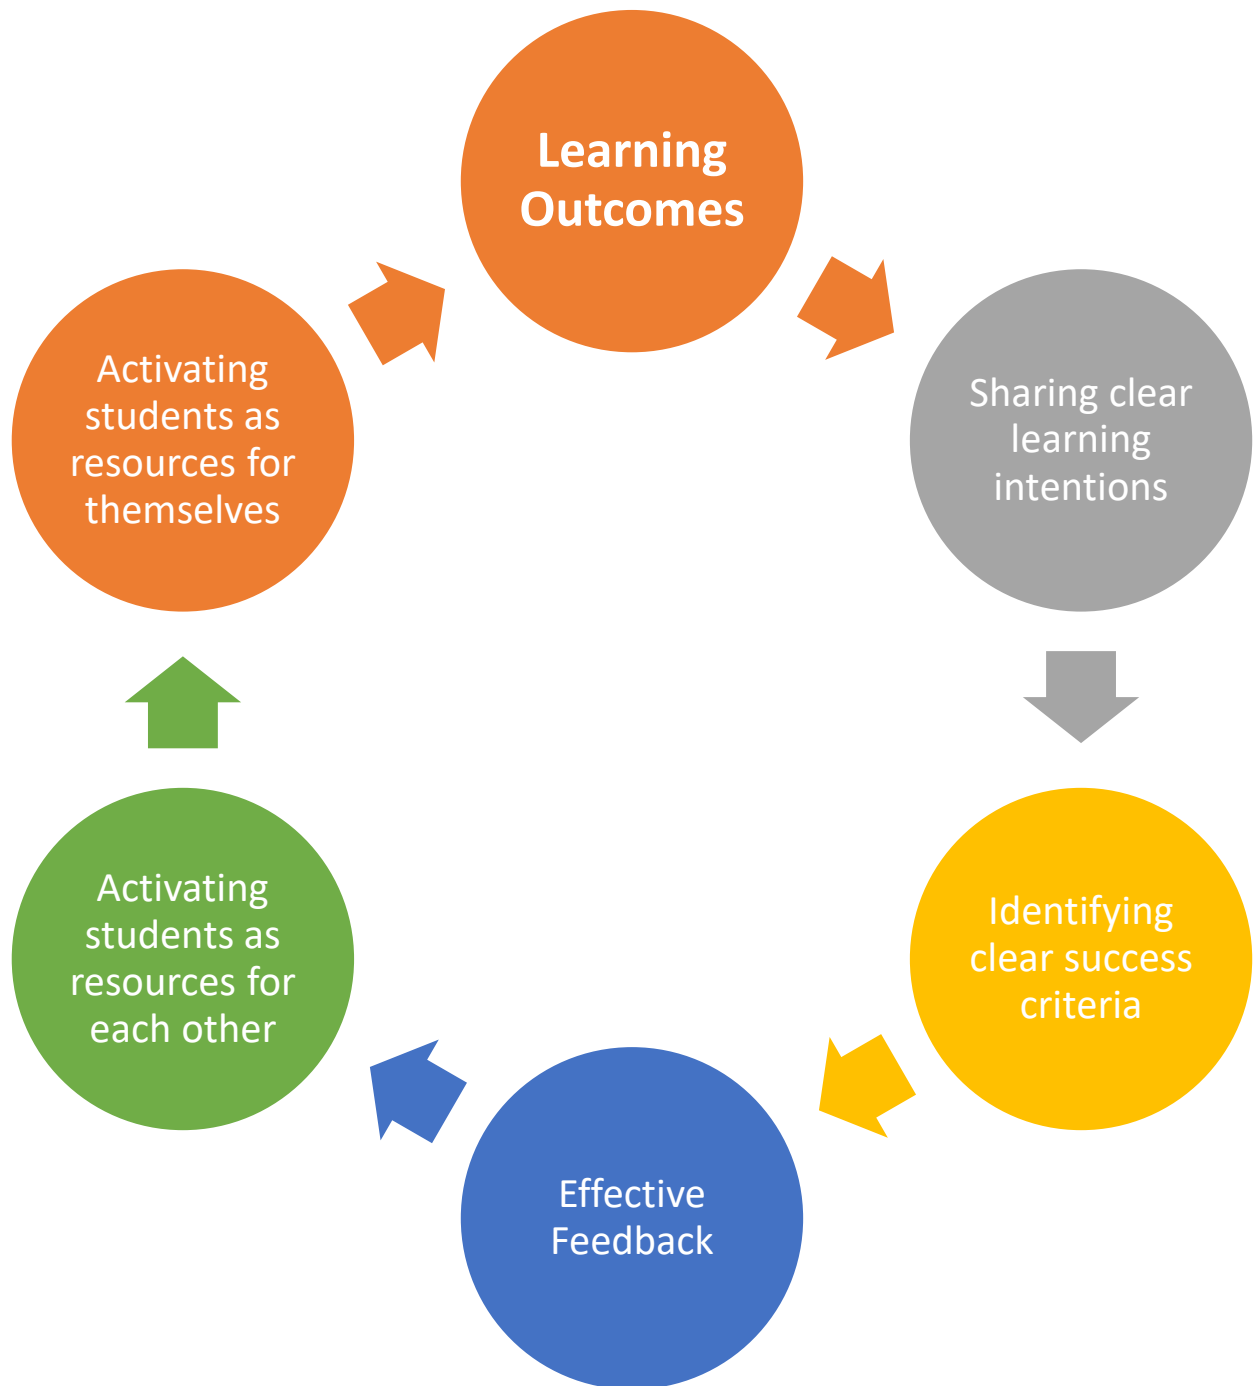 Learning
Outcomes
Sharing clear
learning
intentions
Identifying
clear success
criteria
Effective
Feedback
Activating
students as
resources for
each other
Activating
students as
resources for
themselves